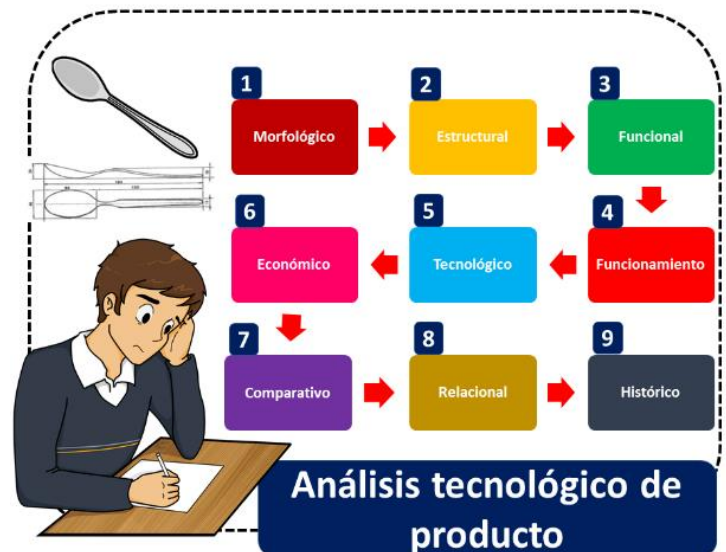 1
Morfológico
2
Estructural
3
Funcional
4
Funcionamiento
5
Tecnológico
6
Económico
7
Comparativo
8
Relacional
9
Histórico
Análisis tecnológico de
producto